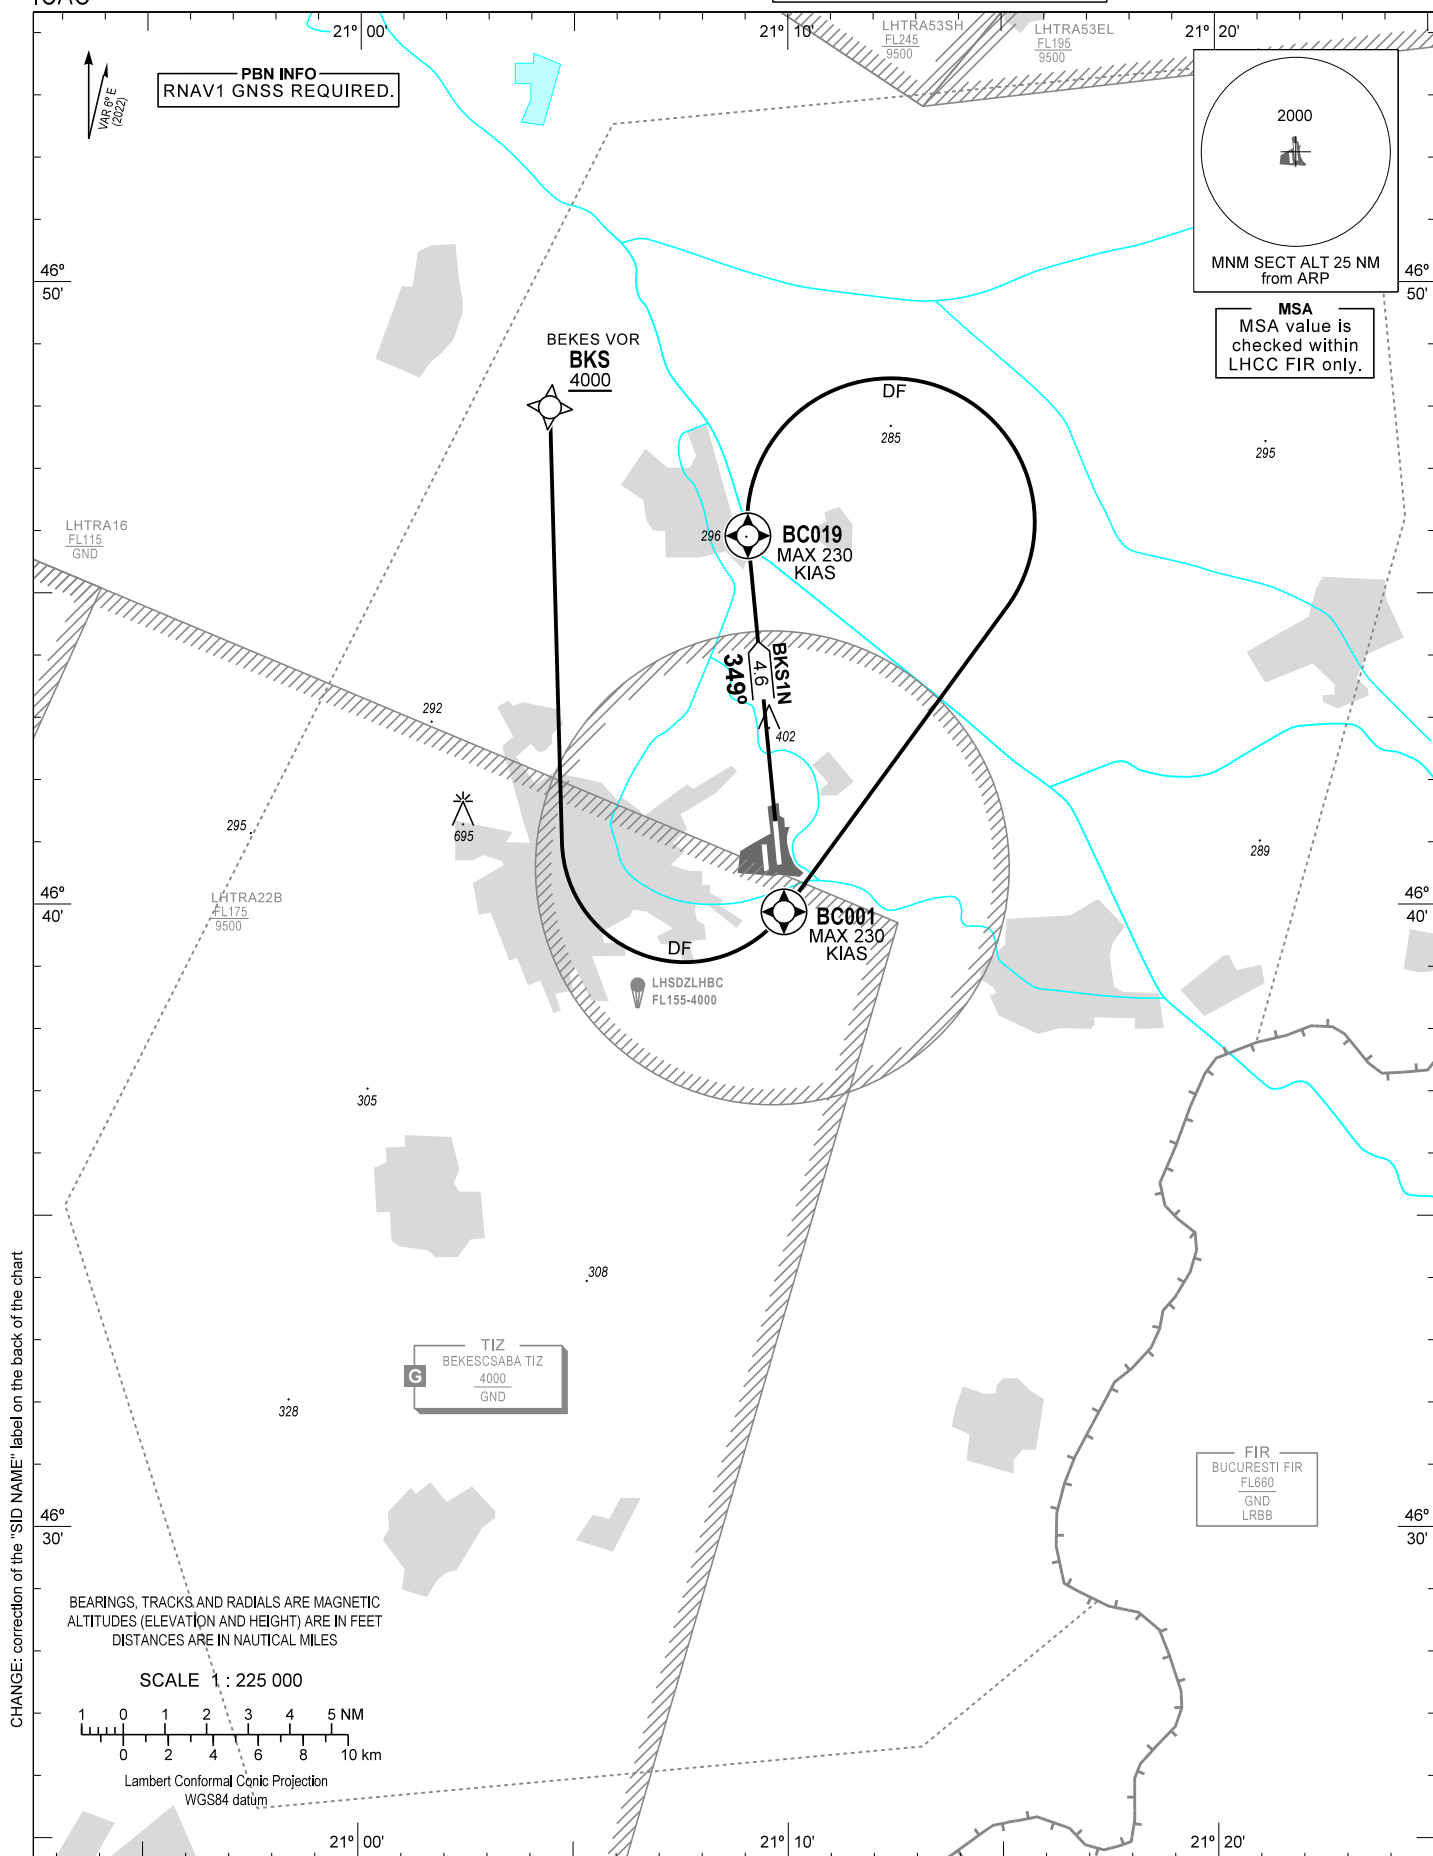 21° 00'
21° 10'
21° 20'
LHTRA53SH
FL245
9500
LHTRA53EL
FL195
9500
VAR 6° E
(2022)
PBN INFO
RNAV1 GNSS REQUIRED.
2000
MNM SECT ALT 25 NM
from ARP
46°
50'
46°
50'
MSA
MSA value is
checked within
LHCC FIR only.
BEKES VOR
BKS
4000
DF
285
295
LHTRA16
FL115
GND
296
BC019
MAX 230
KIAS
BKS1N
4.6
349°
402
292
295
695
289
LHTRA22B
FL175
9500
46°
40'
46°
40'
BC001
MAX 230
KIAS
DF
LHSDZLHBC
FL155-4000
305
308
TIZ
BEKESCSABA TIZ
4000
GND
G
328
FIR
BUCURESTI FIR
FL660
GND
LRBB
46°
30'
46°
30'
BEARINGS, TRACKS AND RADIALS ARE MAGNETIC
ALTITUDES (ELEVATION AND HEIGHT) ARE IN FEET
DISTANCES ARE IN NAUTICAL MILES
SCALE 1 : 225 000
1 0 1 2 3 4 5 NM
0 2 4 6 8 10 km
Lambert Conformal Conic Projection
WGS84 datum
21° 00'
21° 10'
21° 20'
CHANGE: correction of the "SID NAME" label on the back of the chart